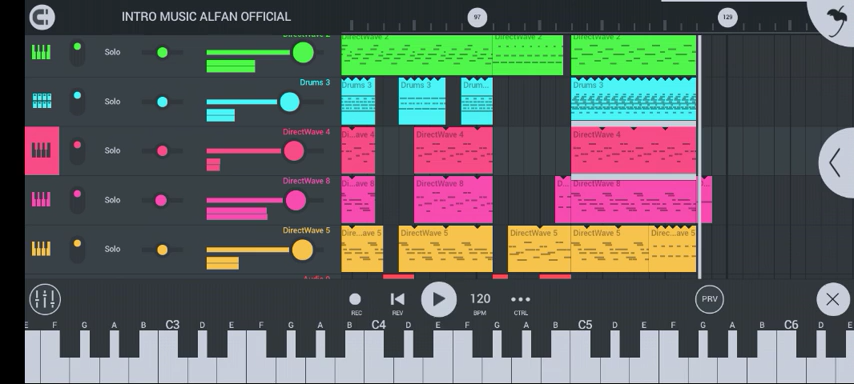 INTRO MUSIC ALFAN OFFICIAL
97
129
DirectWave 2
DirectWave 2
DirectWave 2
DirectWave 2
Solo
Drums 3
Drums 3
Drums 3
Drum...
Drums 3
Solo
DirectWave 4
Di...ave 4
DirectWave 4
DirectWave 4
Solo
DirectWave 8
Di...ave 8
DirectWave 8
D...
DirectWave 8
Solo
DirectWave 5
Dire...ave 5
DirectWave 5
DirectWave 5
DirectWave 5
Direc...ave 5
Solo
REC
REV
120
BPM
CTRL
PRV
E F G A B C3 D E F G A B C4 D E F G A B C5 D E F G A B C6 D E